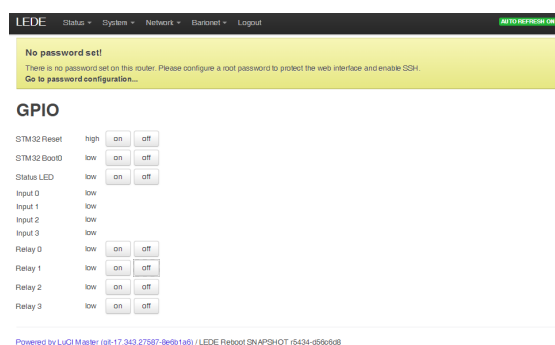 LEDE Status System Network Barionet Logout AUTO REFRESH ON
No password set!
There is no password set on this router. Please configure a root password to protect the web interface and enable SSH.
Go to password configuration...
GPIO
STM32 Reset high on off
STM32 Boot0 low on off
Status LED low on off
Input 0 low
Input 1 low
Input 2 low
Input 3 low
Relay 0 low on off
Relay 1 low on off
Relay 2 low on off
Relay 3 low on off
Powered by LuCI Master (git-17.343.27587-8e6b1a6) / LEDE Reboot SNAPSHOT r5434-d56c6d8